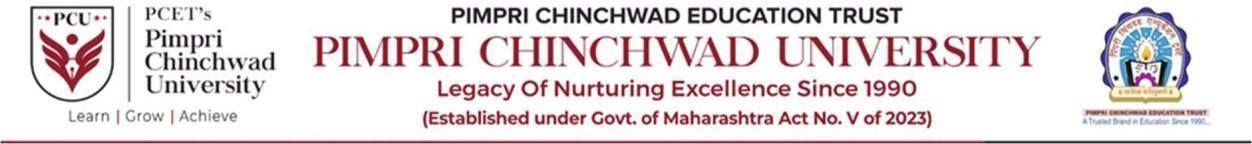 PCU
PCET's
Pimpri
Chinchwad
University
Learn | Grow | Achieve
PIMPRI CHINCHWAD EDUCATION TRUST
PIMPRI CHINCHWAD UNIVERSITY
Legacy Of Nurturing Excellence Since 1990
(Established under Govt. of Maharashtra Act No. V of 2023)
PIMPRI CHINCHWAD EDUCATION TRUST
A Trusted Brand in Education Since 1990...